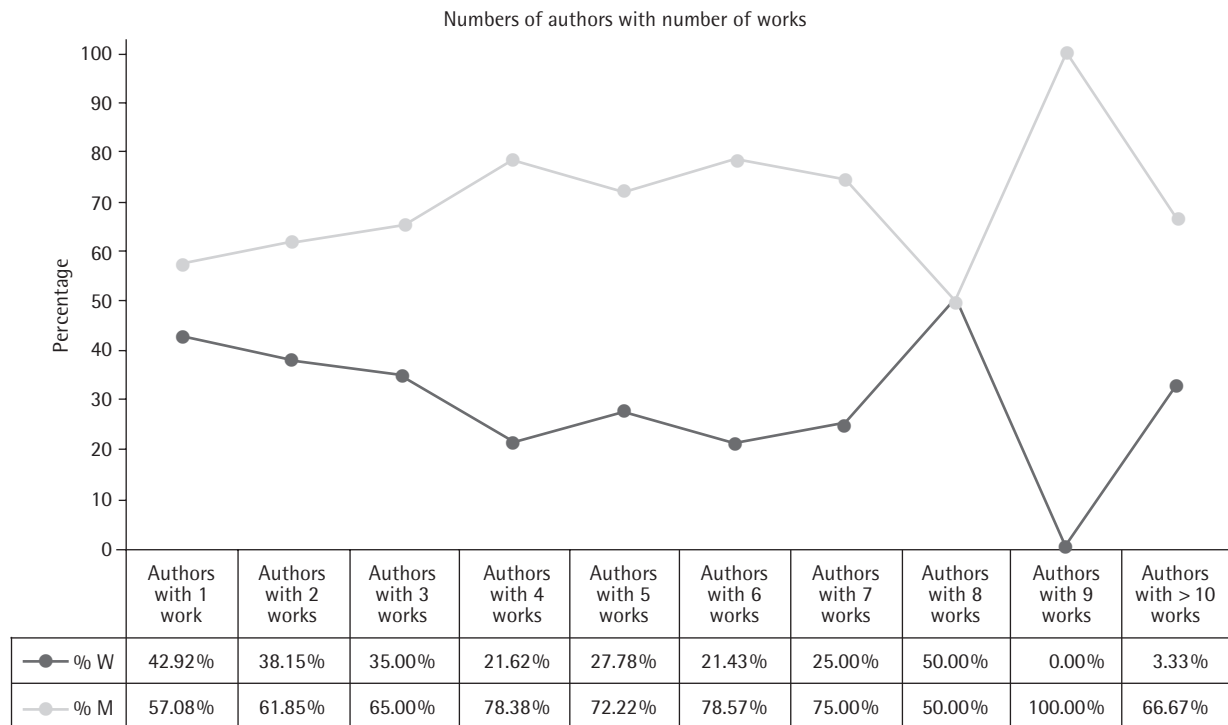 Numbers of authors with number of works
100
90
80
70
60
50
40
30
20
10
0
Percentage
Authors with 1 work
Authors with 2 works
Authors with 3 works
Authors with 4 works
Authors with 5 works
Authors with 6 works
Authors with 7 works
Authors with 8 works
Authors with 9 works
Authors with > 10 works
% W 42.92% 38.15% 35.00% 21.62% 27.78% 21.43% 25.00% 50.00% 0.00% 3.33%
% M 57.08% 61.85% 65.00% 78.38% 72.22% 78.57% 75.00% 50.00% 100.00% 66.67%